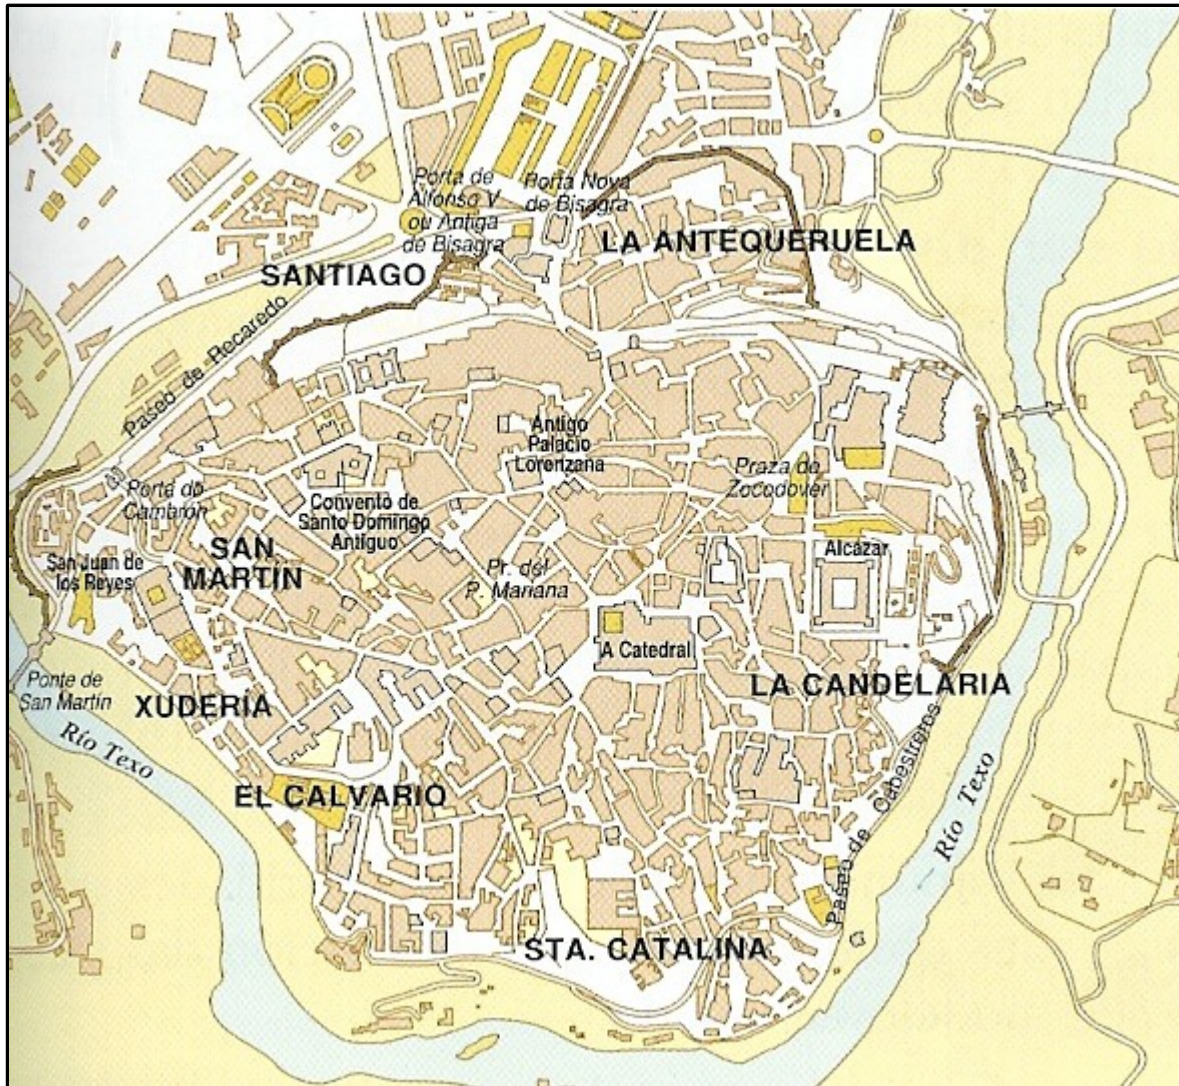 Porta de
Alfonso V
ou Antiga
de Bisagra
Porta Nova
de Bisagra
LA ANTEQUERUELA
SANTIAGO
Paseo de Recaredo
Antigo
Palacio
Lorenzana
Praza de
Zocodover
Porta do
Cambrón
Convento de
Santo Domingo
Antiguo
SAN
MARTÍN
San Juan de
los Reyes
Alcázar
Pr. del
P. Mariana
A Catedral
Ponte de
San Martín
XUDERÍA
LA CANDELARIA
Río Texo
EL CALVARIO
Paseo de Cabestreros
Río Texo
STA. CATALINA